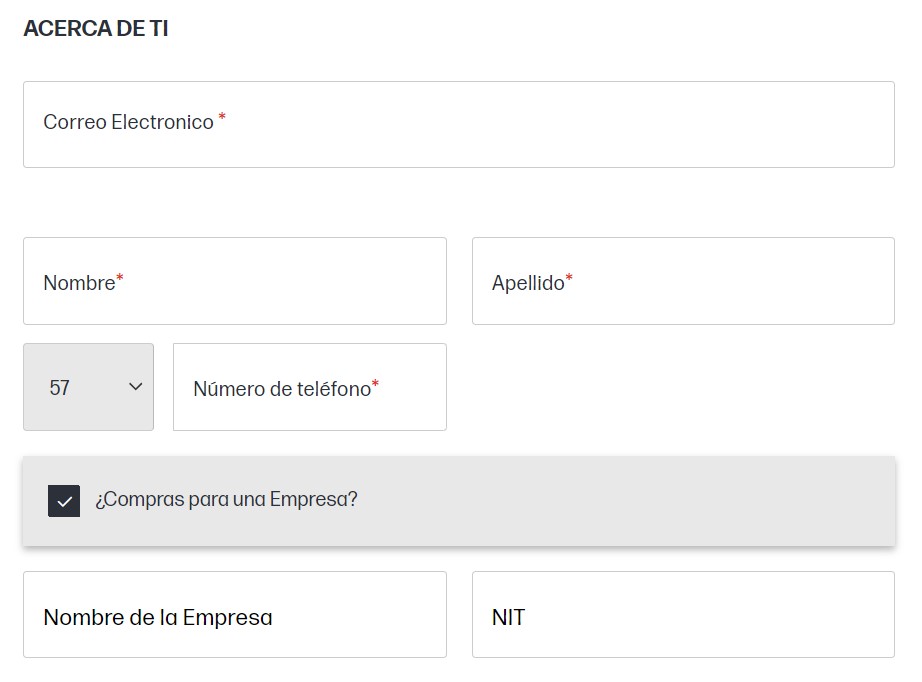 ACERCA DE TI
Correo Electronico *
Nombre*
Apellido*
57
Número de teléfono*
¿Compras para una Empresa?
Nombre de la Empresa
NIT